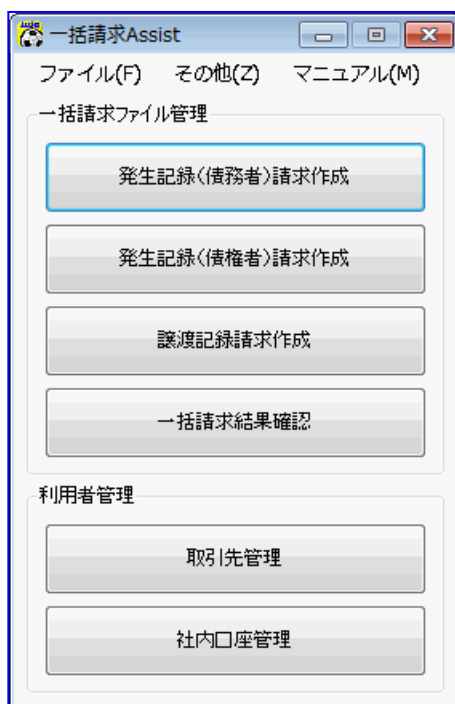 一括請求Assist
ファイル(F) その他(Z) マニュアル(M)
一括請求ファイル管理
発生記録(債務者)請求作成
発生記録(債権者)請求作成
譲渡記録請求作成
一括請求結果確認
利用者管理
取引先管理
社内口座管理